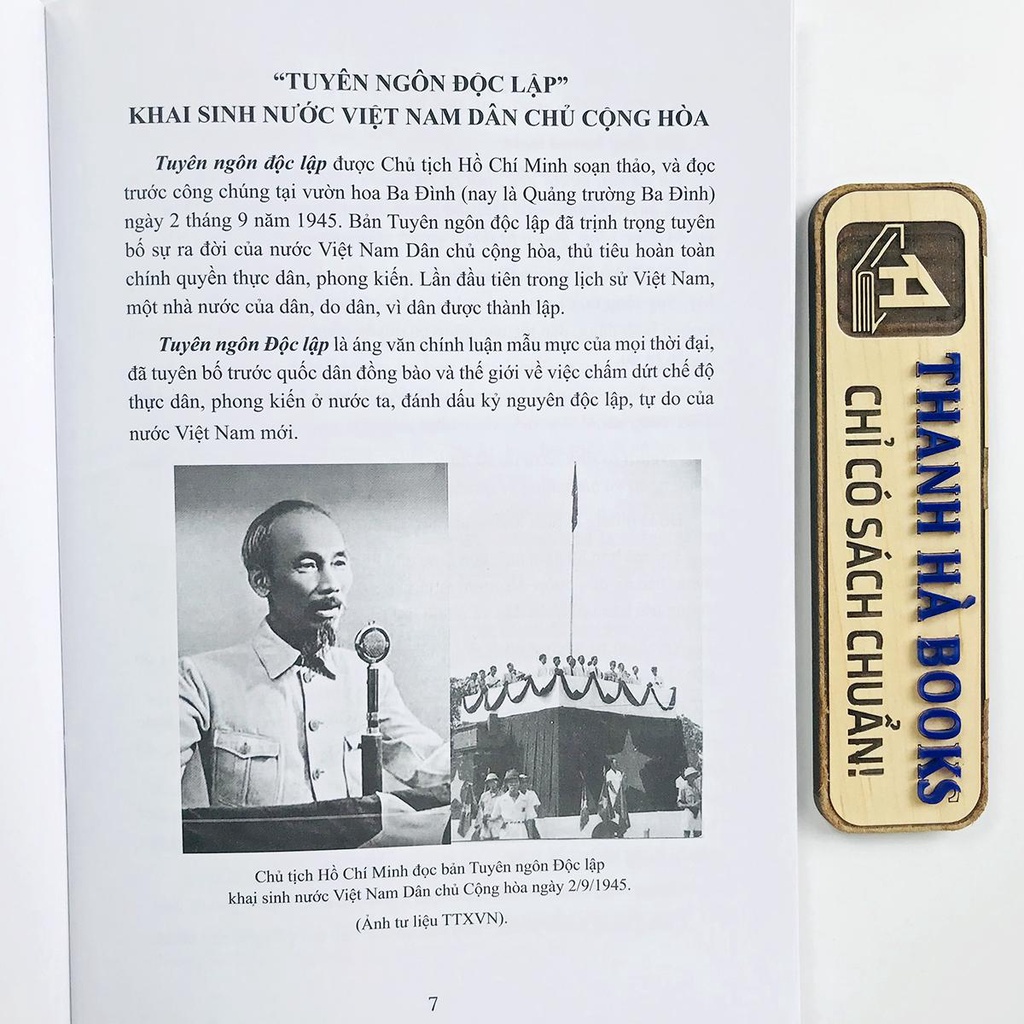 “TUYÊN NGÔN ĐỘC LẬP”
KHAI SINH NƯỚC VIỆT NAM DÂN CHỦ CỘNG HÒA
Tuyên ngôn độc lập được Chủ tịch Hồ Chí Minh soạn thảo, và đọc
trước công chúng tại vườn hoa Ba Đình (nay là Quảng trường Ba Đình)
ngày 2 tháng 9 năm 1945. Bản Tuyên ngôn độc lập đã trịnh trọng tuyên
bố sự ra đời của nước Việt Nam Dân chủ cộng hòa, thủ tiêu hoàn toàn
chính quyền thực dân, phong kiến. Lần đầu tiên trong lịch sử Việt Nam,
một nhà nước của dân, do dân, vì dân được thành lập.
Tuyên ngôn Độc lập là áng văn chính luận mẫu mực của mọi thời đại,
đã tuyên bố trước quốc dân đồng bào và thế giới về việc chấm dứt chế độ
thực dân, phong kiến ở nước ta, đánh dấu kỷ nguyên độc lập, tự do của
nước Việt Nam mới.
Chủ tịch Hồ Chí Minh đọc bản Tuyên ngôn Độc lập
khai sinh nước Việt Nam Dân chủ Cộng hòa ngày 2/9/1945.
(Ảnh tư liệu TTXVN).
7
THANH HÀ BOOKS
CHỈ CÓ SÁCH CHUẨN!